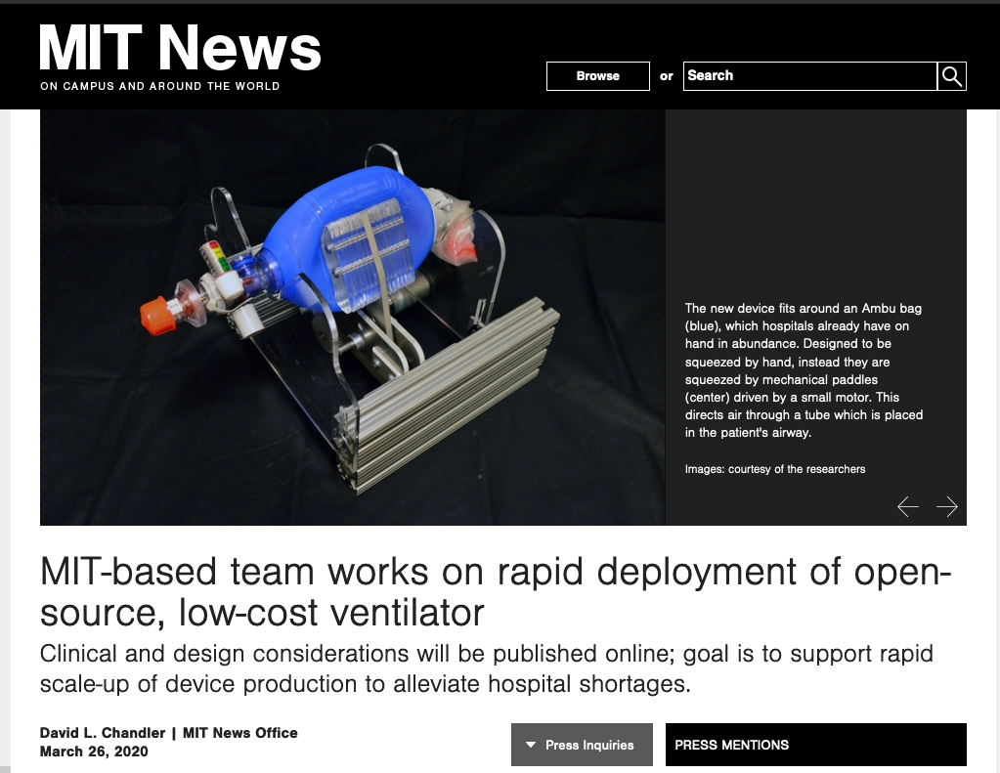 MIT News
ON CAMPUS AND AROUND THE WORLD
Browse
or
Search
The new device fits around an Ambu bag
(blue), which hospitals already have on
hand in abundance. Designed to be
squeezed by hand, instead they are
squeezed by mechanical paddles
(center) driven by a small motor. This
directs air through a tube which is placed
in the patient's airway.
Images: courtesy of the researchers
MIT-based team works on rapid deployment of open-
source, low-cost ventilator
Clinical and design considerations will be published online; goal is to support rapid
scale-up of device production to alleviate hospital shortages.
David L. Chandler | MIT News Office
March 26, 2020
Press Inquiries
PRESS MENTIONS